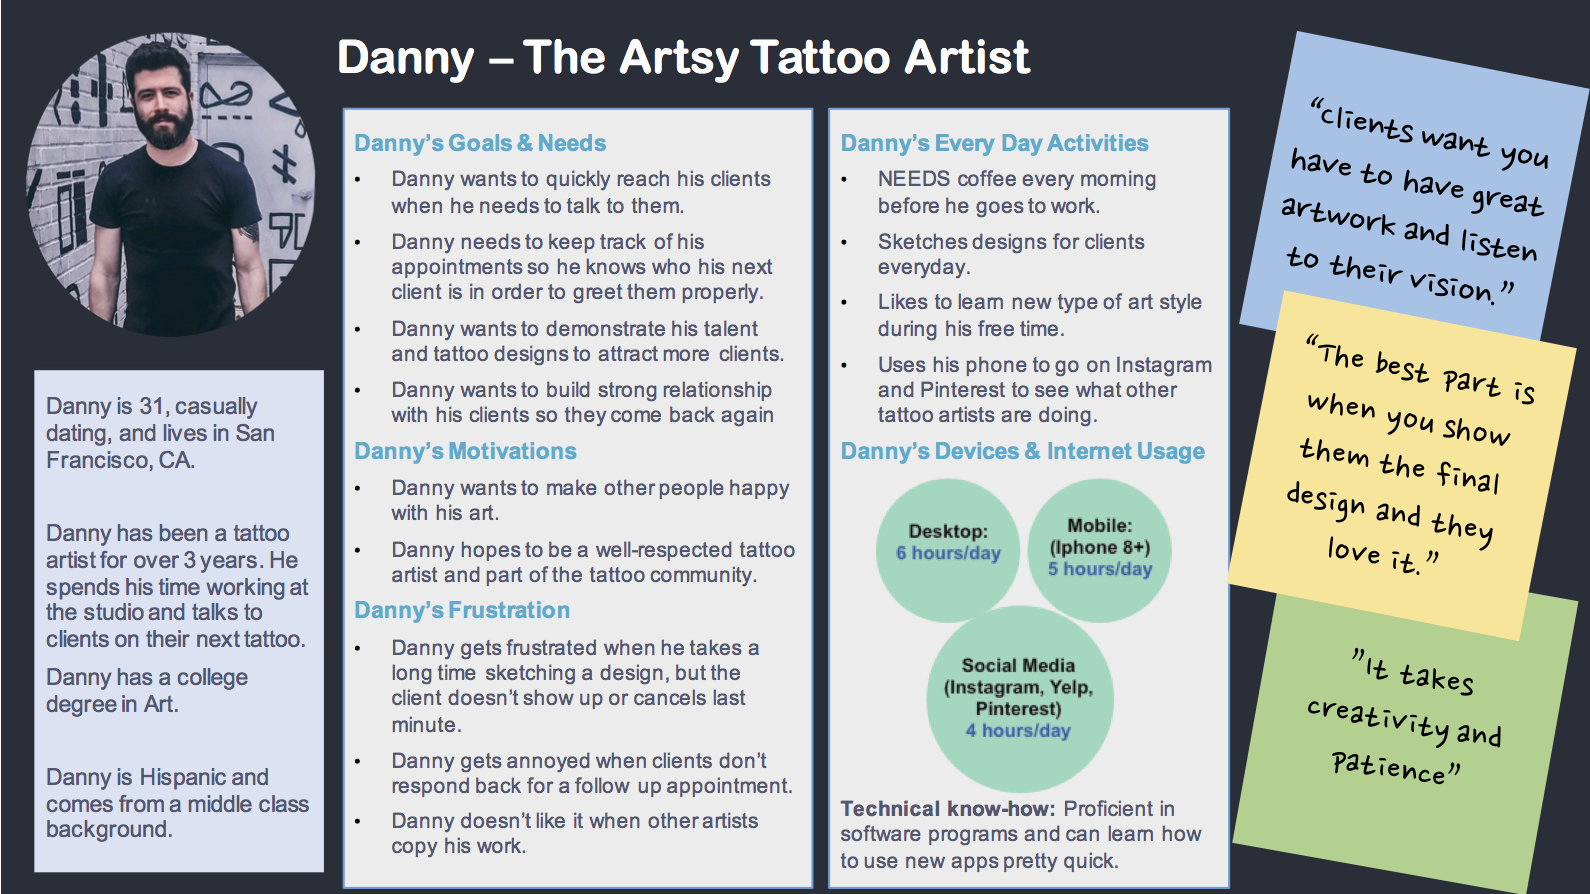 Danny – The Artsy Tattoo Artist
Danny is 31, casually
dating, and lives in San
Francisco, CA.
Danny has been a tattoo
artist for over 3 years. He
spends his time working at
the studio and talks to
clients on their next tattoo.
Danny has a college
degree in Art.
Danny is Hispanic and
comes from a middle class
background.
Danny's Goals & Needs
• Danny wants to quickly reach his clients
when he needs to talk to them.
• Danny needs to keep track of his
appointments so he knows who his next
client is in order to greet them properly.
• Danny wants to demonstrate his talent
and tattoo designs to attract more clients.
• Danny wants to build strong relationship
with his clients so they come back again
Danny's Motivations
• Danny wants to make other people happy
with his art.
• Danny hopes to be a well-respected tattoo
artist and part of the tattoo community.
Danny's Frustration
• Danny gets frustrated when he takes a
long time sketching a design, but the
client doesn't show up or cancels last
minute.
• Danny gets annoyed when clients don't
respond back for a follow up appointment.
• Danny doesn't like it when other artists
copy his work.
Danny's Every Day Activities
• NEEDS coffee every morning
before he goes to work.
• Sketches designs for clients
everyday.
• Likes to learn new type of art style
during his free time.
• Uses his phone to go on Instagram
and Pinterest to see what other
tattoo artists are doing.
Danny's Devices & Internet Usage
Desktop:
6 hours/day
Mobile:
(Iphone 8+)
5 hours/day
Social Media
(Instagram, Yelp,
Pinterest)
4 hours/day
Technical know-how: Proficient in
software programs and can learn how
to use new apps pretty quick.
"clients want you
have to have great
artwork and listen
to their vision."
"The best part is
when you show
them the final
design and they
love it."
"It takes
creativity and
Patience"